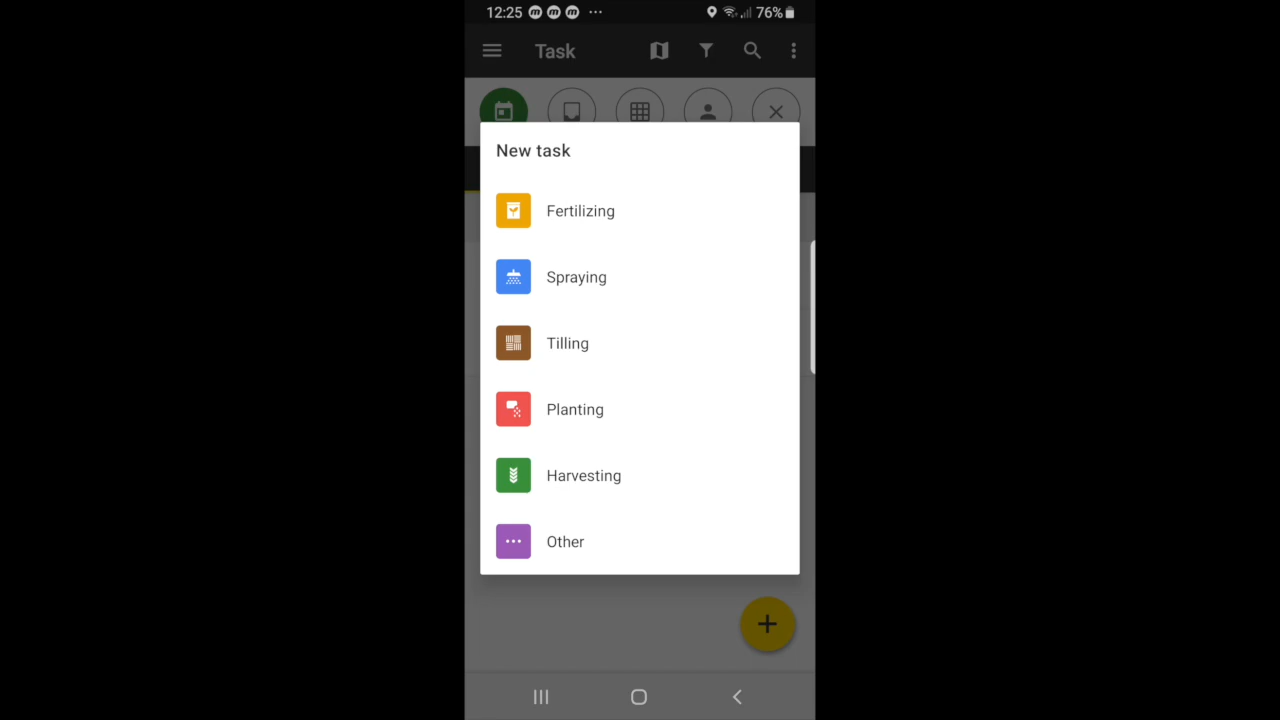 12:25 m m m ... 76%
Task
New task
Fertilizing
Spraying
Tilling
Planting
Harvesting
Other